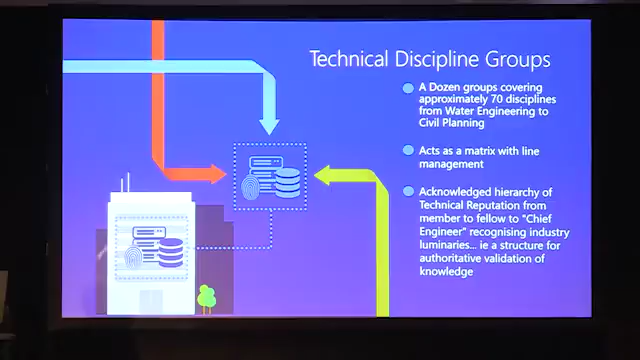 Technical Discipline Groups
A Dozen groups covering
approximately 70 disciplines
from Water Engineering to
Civil Planning
Acts as a matrix with line
management
Acknowledged hierarchy of
Technical Reputation from
member to fellow to "Chief
Engineer" recognising industry
luminaries... ie a structure for
authoritative validation of
knowledge